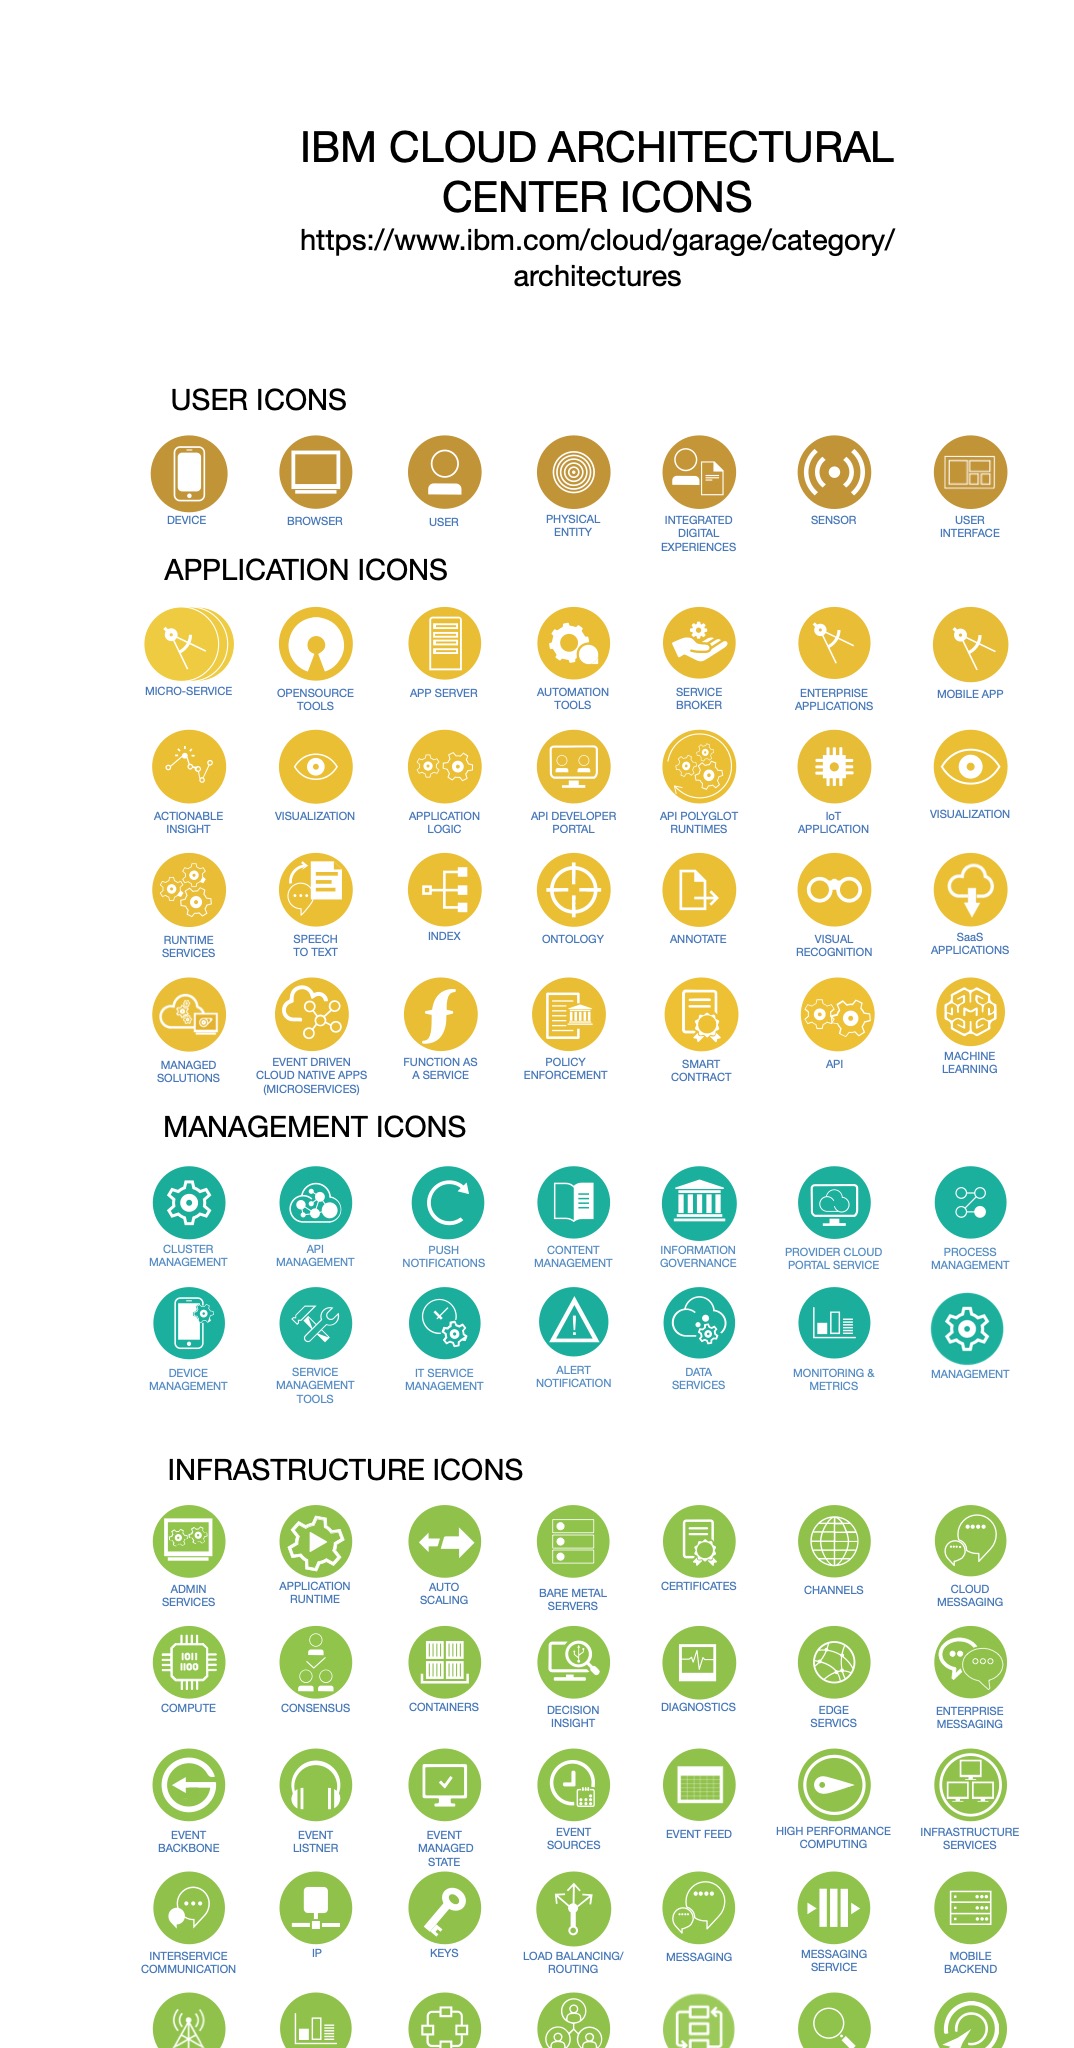 IBM CLOUD ARCHITECTURAL
CENTER ICONS
https://www.ibm.com/cloud/garage/category/
architectures
USER ICONS
DEVICE
BROWSER
USER
PHYSICAL
ENTITY
INTEGRATED
DIGITAL
EXPERIENCES
SENSOR
USER
INTERFACE
APPLICATION ICONS
MICRO-SERVICE
OPENSOURCE
TOOLS
APP SERVER
AUTOMATION
TOOLS
SERVICE
BROKER
ENTERPRISE
APPLICATIONS
MOBILE APP
ACTIONABLE
INSIGHT
VISUALIZATION
APPLICATION
LOGIC
API DEVELOPER
PORTAL
API POLYGLOT
RUNTIMES
IoT
APPLICATION
VISUALIZATION
RUNTIME
SERVICES
SPEECH
TO TEXT
INDEX
ONTOLOGY
ANNOTATE
VISUAL
RECOGNITION
SaaS
APPLICATIONS
MANAGED
SOLUTIONS
EVENT DRIVEN
CLOUD NATIVE APPS
(MICROSERVICES)
FUNCTION AS
A SERVICE
POLICY
ENFORCEMENT
SMART
CONTRACT
API
MACHINE
LEARNING
MANAGEMENT ICONS
CLUSTER
MANAGEMENT
API
MANAGEMENT
PUSH
NOTIFICATIONS
CONTENT
MANAGEMENT
INFORMATION
GOVERNANCE
PROVIDER CLOUD
PORTAL SERVICE
PROCESS
MANAGEMENT
DEVICE
MANAGEMENT
SERVICE
MANAGEMENT
TOOLS
IT SERVICE
MANAGEMENT
ALERT
NOTIFICATION
DATA
SERVICES
MONITORING &
METRICS
MANAGEMENT
INFRASTRUCTURE ICONS
ADMIN
SERVICES
APPLICATION
RUNTIME
AUTO
SCALING
BARE METAL
SERVERS
CERTIFICATES
CHANNELS
CLOUD
MESSAGING
1011
1100
COMPUTE
CONSENSUS
CONTAINERS
DECISION
INSIGHT
DIAGNOSTICS
EDGE
SERVICS
ENTERPRISE
MESSAGING
EVENT
BACKBONE
EVENT
LISTNER
EVENT
MANAGED
STATE
EVENT
SOURCES
EVENT FEED
HIGH PERFORMANCE
COMPUTING
INFRASTRUCTURE
SERVICES
INTERSERVICE
COMMUNICATION
IP
KEYS
LOAD BALANCING/
ROUTING
MESSAGING
MESSAGING
SERVICE
MOBILE
BACKEND